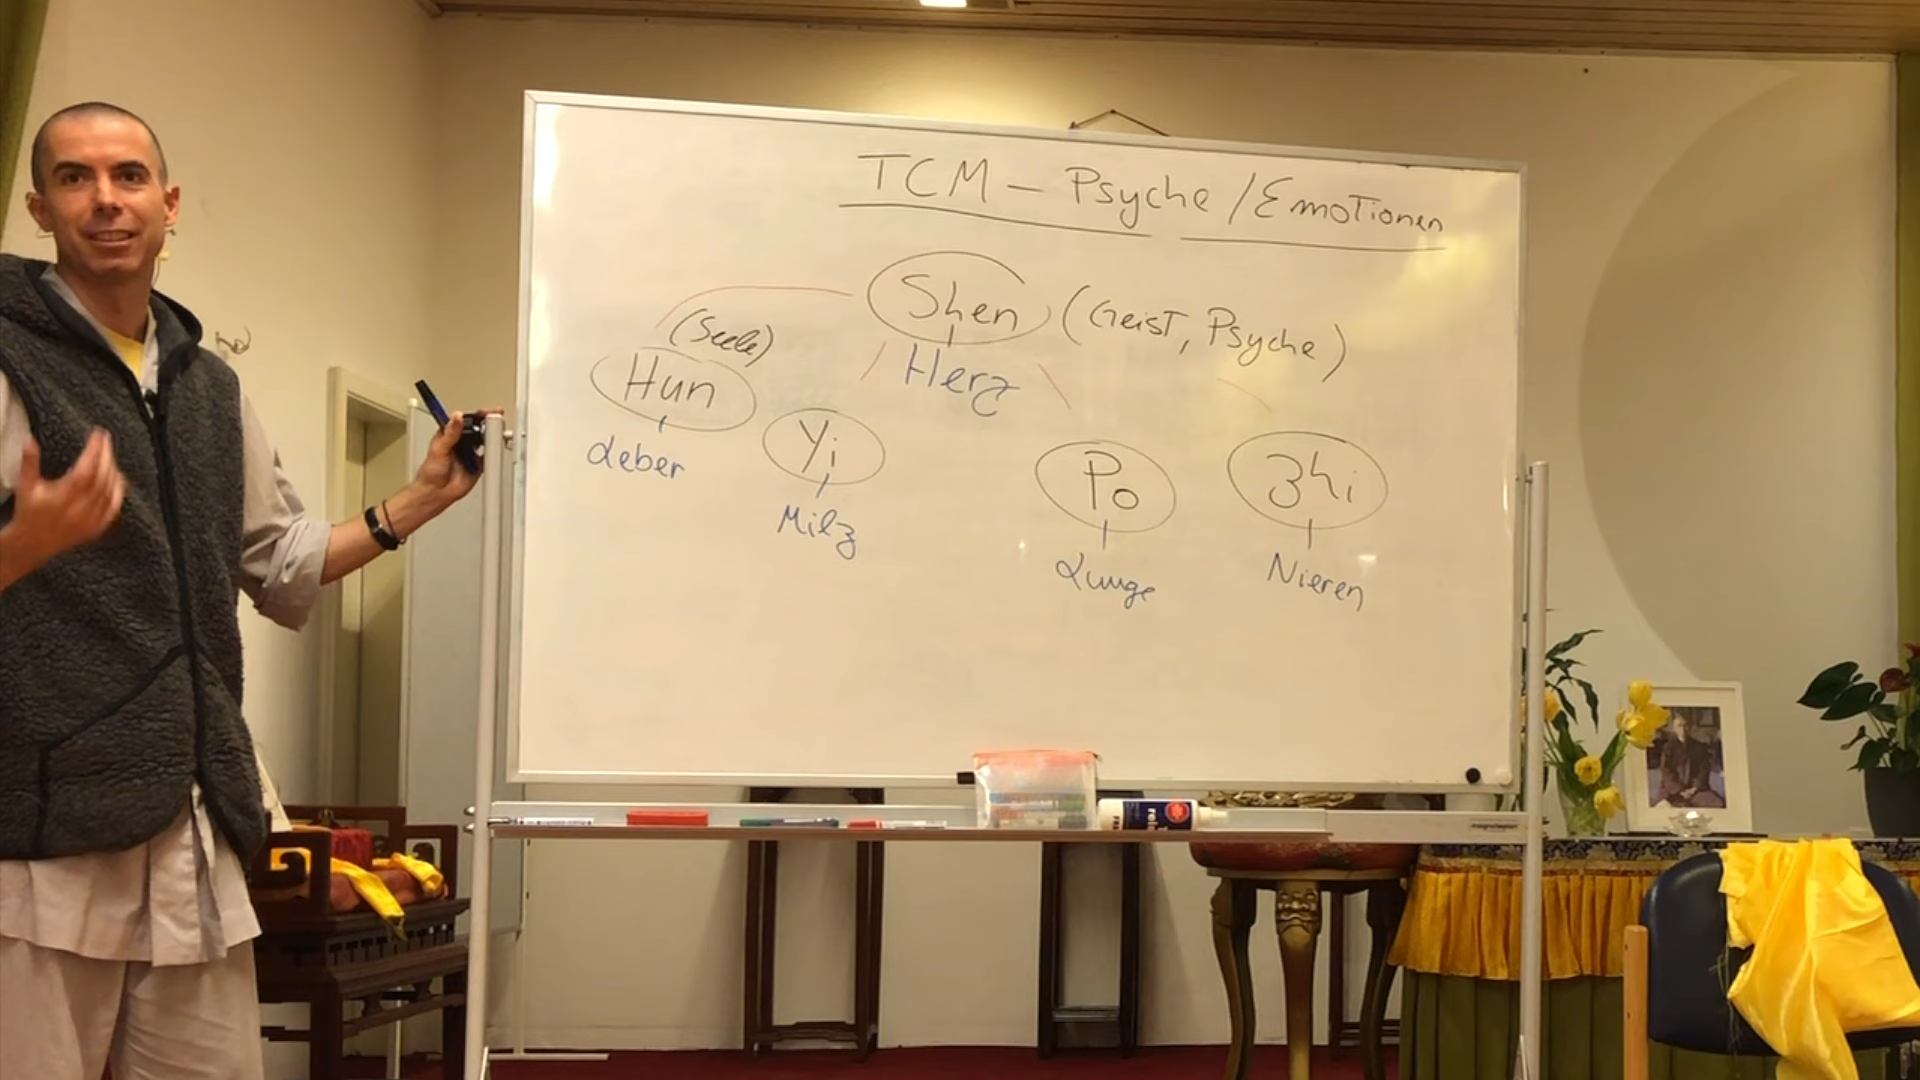 TCM – Psyche / Emotionen
Shen (Geist, Psyche)
Herz
(Seele)
Hun
Leber
Yi
Milz
Po
Lunge
Zhi
Nieren